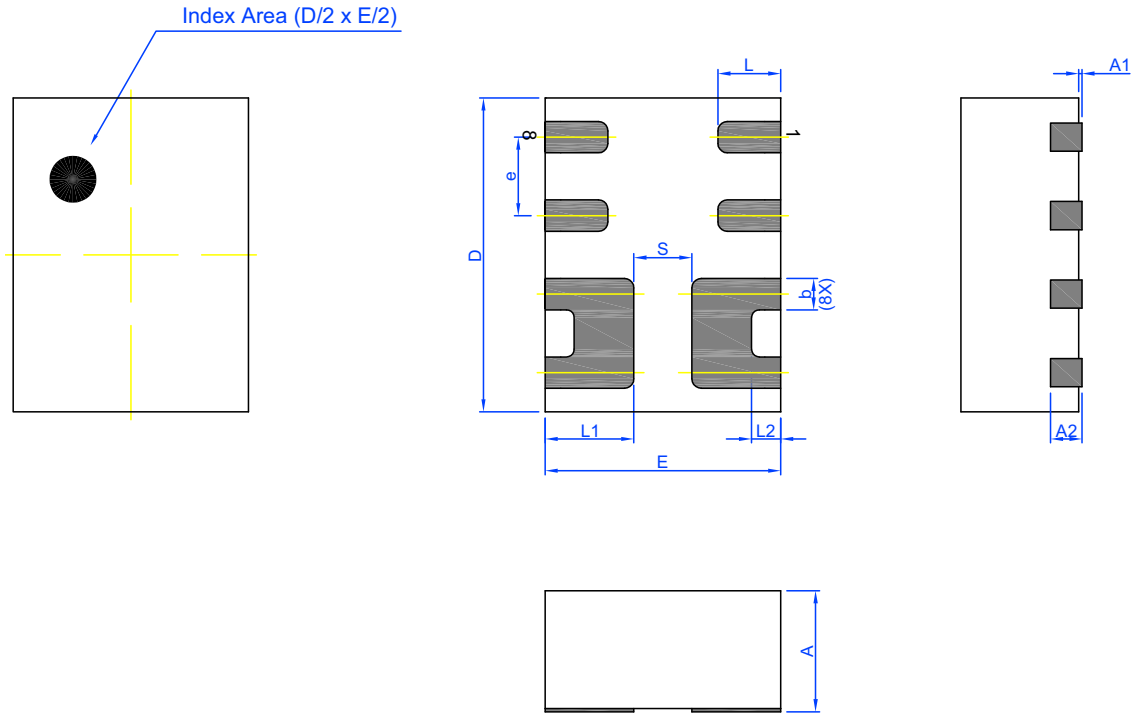 Index Area (D/2 x E/2)
L
A1
8
1
e
S
D
b
(8X)
L1
L2
A2
E
A